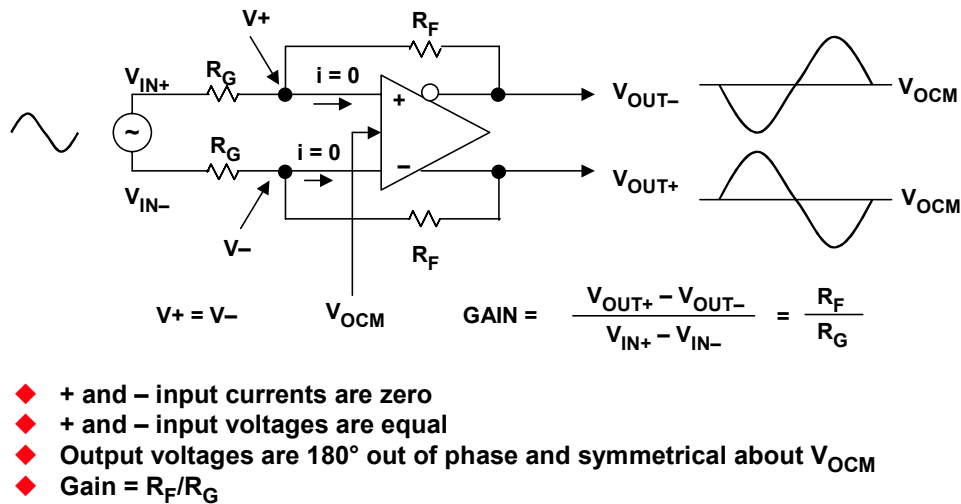 V+
RF
VIN+
RG
i = 0
+
VOUT–
VOCM
~
RG
i = 0
–
VOUT+
VOCM
VIN–
V–
RF
V+ = V–
VOCM
GAIN = VOUT+ – VOUT– / VIN+ – VIN– = RF / RG
+ and – input currents are zero
+ and – input voltages are equal
Output voltages are 180° out of phase and symmetrical about VOCM
Gain = RF/RG